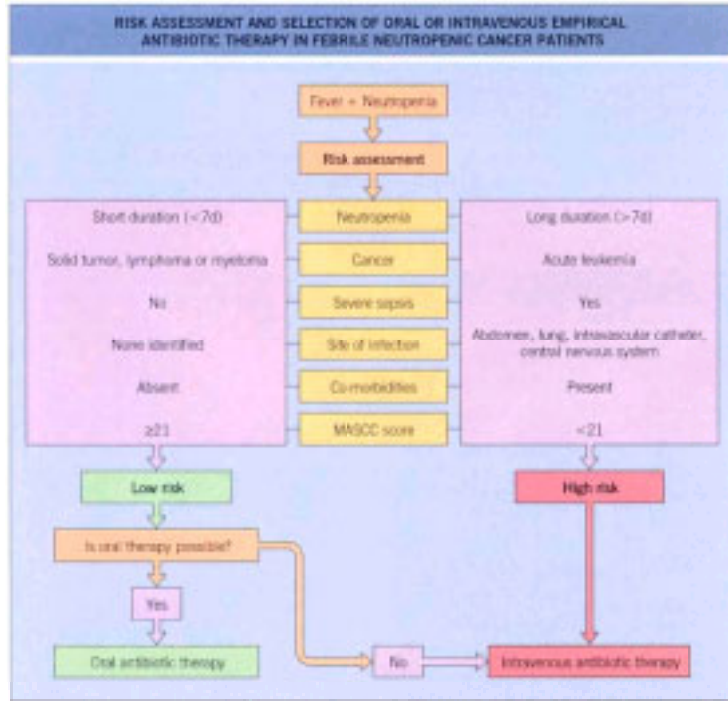 RISK ASSESSMENT AND SELECTION OF ORAL OR INTRAVENOUS EMPIRICAL
ANTIBIOTIC THERAPY IN FEBRILE NEUTROPENIC CANCER PATIENTS
Fever + Neutropenia
Risk assessment
Short duration (<7d)
Neutropenia
Long duration (>7d)
Solid tumor, lymphoma or myeloma
Cancer
Acute leukemia
No
Severe sepsis
Yes
None identified
Site of infection
Abdomen, lung, intravascular catheter,
central nervous system
Absent
Co-morbidities
Present
≥21
MASCC score
<21
Low risk
High risk
Is oral therapy possible?
Yes
Oral antibiotic therapy
No
Intravenous antibiotic therapy